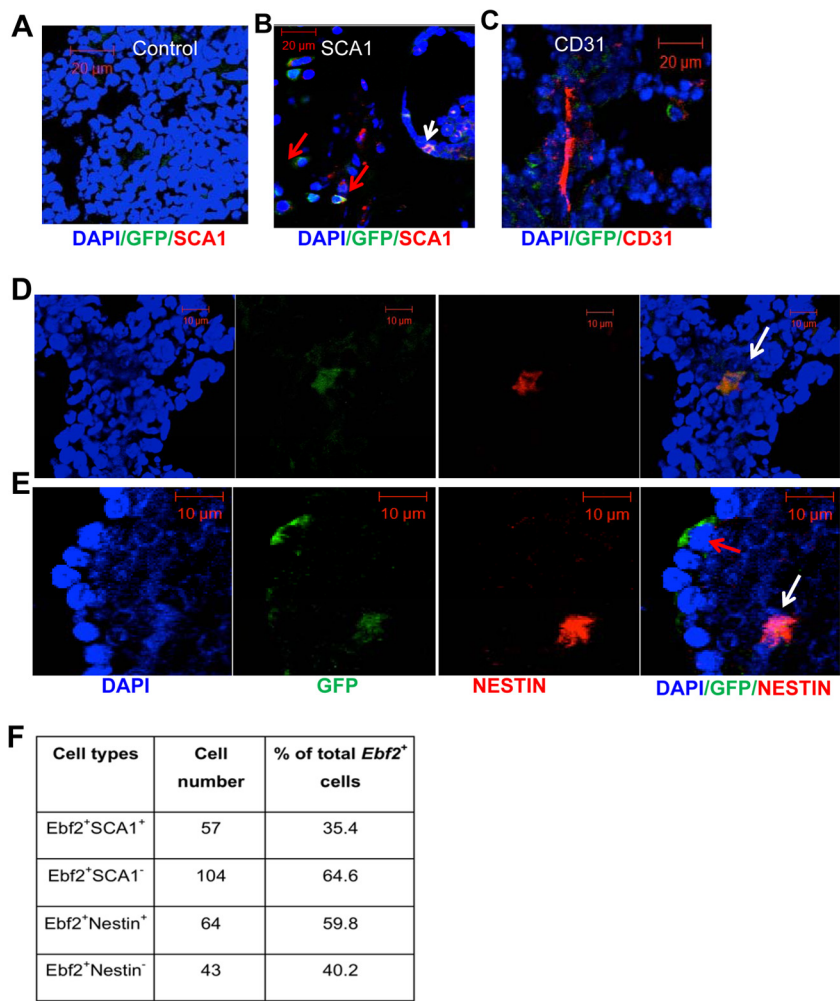 A
Control
20 µm
DAPI/GFP/SCA1
B
20 µm
SCA1
DAPI/GFP/SCA1
C
CD31
20 µm
DAPI/GFP/CD31
D
10 µm
10 µm
10 µm
10 µm
E
10 µm
10 µm
10 µm
10 µm
DAPI
GFP
NESTIN
DAPI/GFP/NESTIN
F
Cell types
Cell
number
% of total Ebf2⁺
cells
Ebf2⁺SCA1⁺
57
35.4
Ebf2⁺SCA1⁻
104
64.6
Ebf2⁺Nestin⁺
64
59.8
Ebf2⁺Nestin⁻
43
40.2